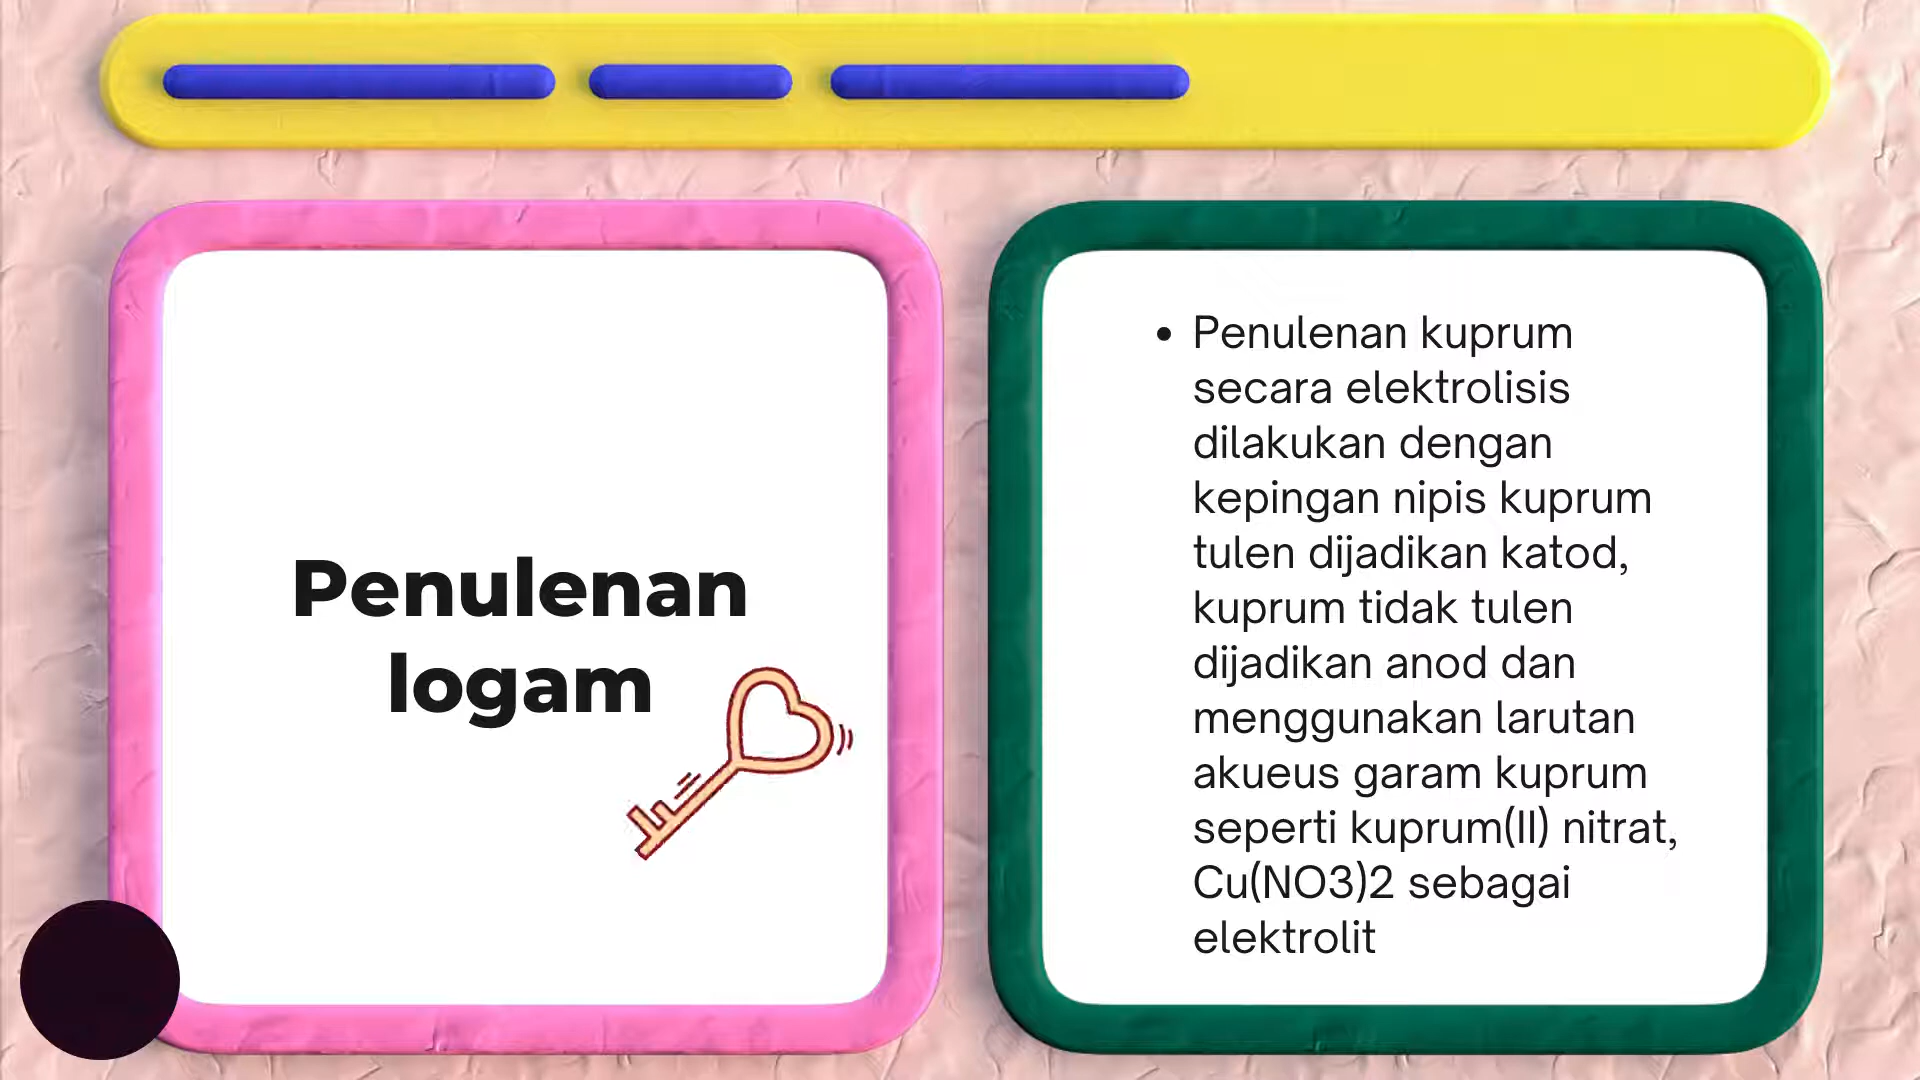 Penulenan
logam
• Penulenan kuprum
secara elektrolisis
dilakukan dengan
kepingan nipis kuprum
tulen dijadikan katod,
kuprum tidak tulen
dijadikan anod dan
menggunakan larutan
akueus garam kuprum
seperti kuprum(II) nitrat,
Cu(NO3)2 sebagai
elektrolit